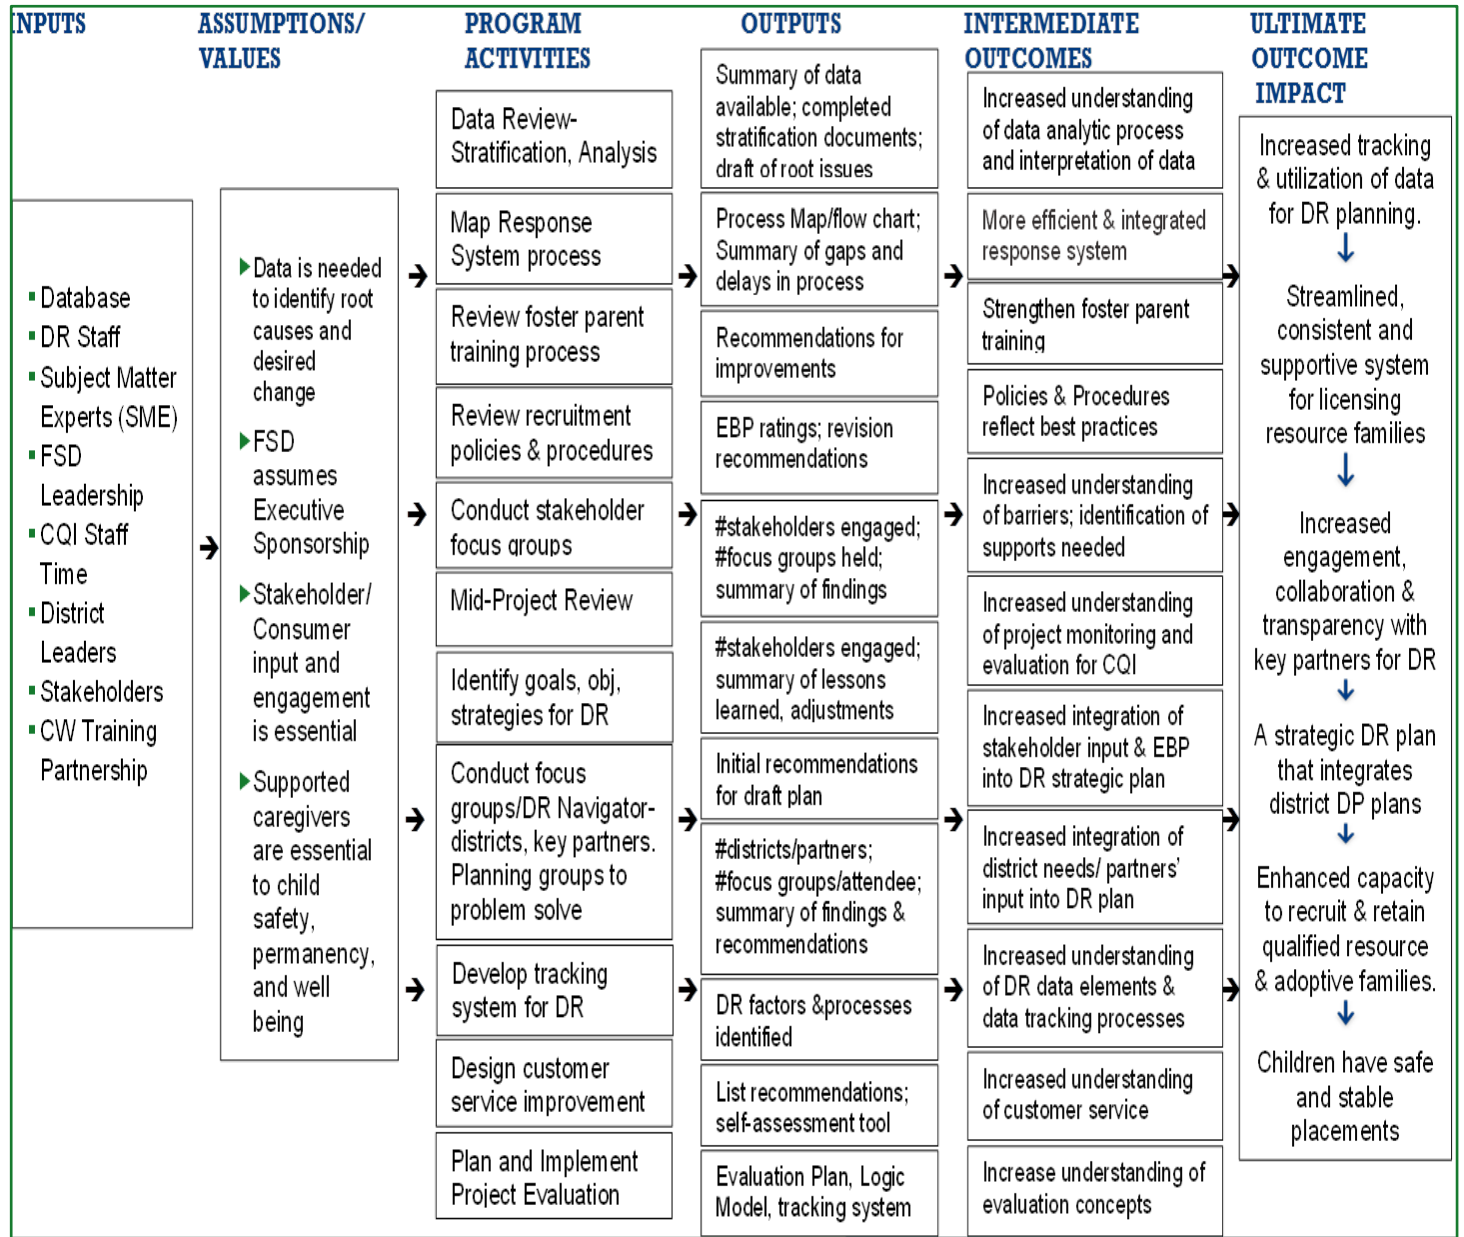 INPUTS
ASSUMPTIONS/
VALUES
PROGRAM
ACTIVITIES
OUTPUTS
INTERMEDIATE
OUTCOMES
ULTIMATE
OUTCOME
IMPACT
Database
DR Staff
Subject Matter
Experts (SME)
FSD
Leadership
CQI Staff
Time
District
Leaders
Stakeholders
CW Training
Partnership
Data is needed
to identify root
causes and
desired
change
FSD
assumes
Executive
Sponsorship
Stakeholder/
Consumer
input and
engagement
is essential
Supported
caregivers
are essential
to child
safety,
permanency,
and well
being
Data Review-
Stratification, Analysis
Map Response
System process
Review foster parent
training process
Review recruitment
policies & procedures
Conduct stakeholder
focus groups
Mid-Project Review
Identify goals, obj,
strategies for DR
Conduct focus
groups/DR Navigator-
districts, key partners.
Planning groups to
problem solve
Develop tracking
system for DR
Design customer
service improvement
Plan and Implement
Project Evaluation
Summary of data
available; completed
stratification documents;
draft of root issues
Process Map/flow chart;
Summary of gaps and
delays in process
Recommendations for
improvements
EBP ratings; revision
recommendations
#stakeholders engaged;
#focus groups held;
summary of findings
#stakeholders engaged;
summary of lessons
learned, adjustments
Initial recommendations
for draft plan
#districts/partners;
#focus groups/attendee;
summary of findings &
recommendations
DR factors &processes
identified
List recommendations;
self-assessment tool
Evaluation Plan, Logic
Model, tracking system
Increased understanding
of data analytic process
and interpretation of data
More efficient & integrated
response system
Strengthen foster parent
training
Policies & Procedures
reflect best practices
Increased understanding
of barriers; identification of
supports needed
Increased understanding
of project monitoring and
evaluation for CQI
Increased integration of
stakeholder input & EBP
into DR strategic plan
Increased integration of
district needs/ partners'
input into DR plan
Increased understanding
of DR data elements &
data tracking processes
Increased understanding
of customer service
Increase understanding of
evaluation concepts
Increased tracking
& utilization of data
for DR planning.
Streamlined,
consistent and
supportive system
for licensing
resource families
Increased
engagement,
collaboration &
transparency with
key partners for DR
A strategic DR plan
that integrates
district DP plans
Enhanced capacity
to recruit & retain
qualified resource
& adoptive families.
Children have safe
and stable
placements